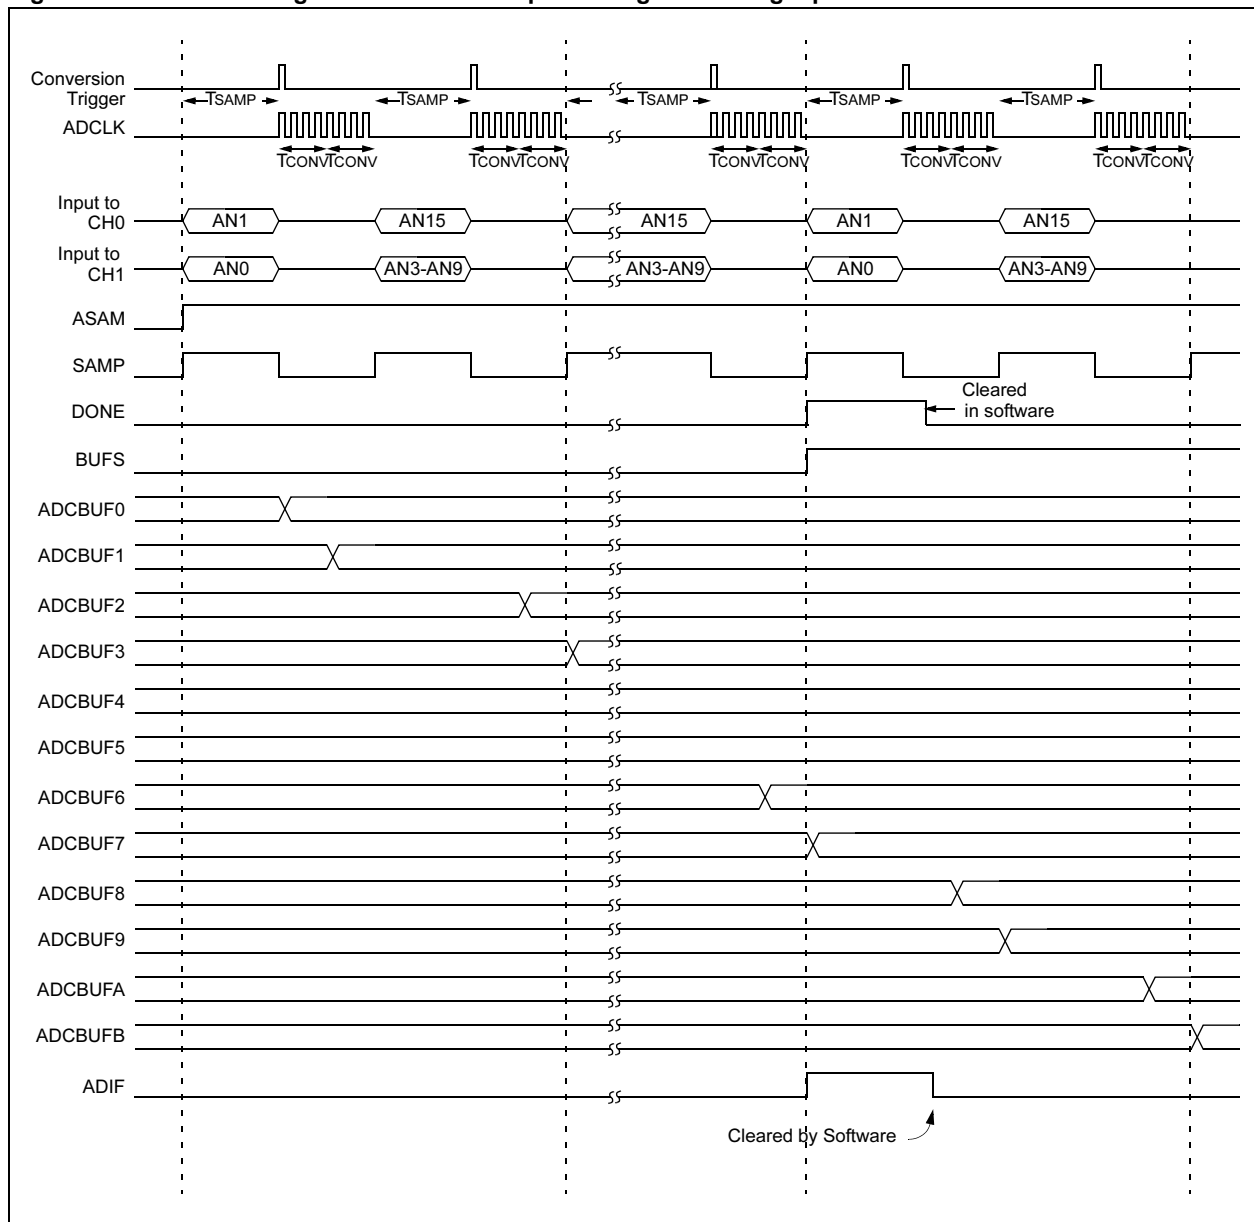 Conversion
Trigger
TSAMP TSAMP TSAMP TSAMP TSAMP
ADCLK
TCONV TCONV TCONV TCONV TCONV TCONV TCONV TCONV TCONV TCONV
Input to
CH0
AN1 AN15 AN15 AN1 AN15
Input to
CH1
AN0 AN3-AN9 AN3-AN9 AN0 AN3-AN9
ASAM
SAMP
Cleared
in software
DONE
BUFS
ADCBUF0
ADCBUF1
ADCBUF2
ADCBUF3
ADCBUF4
ADCBUF5
ADCBUF6
ADCBUF7
ADCBUF8
ADCBUF9
ADCBUFA
ADCBUFB
ADIF
Cleared by Software